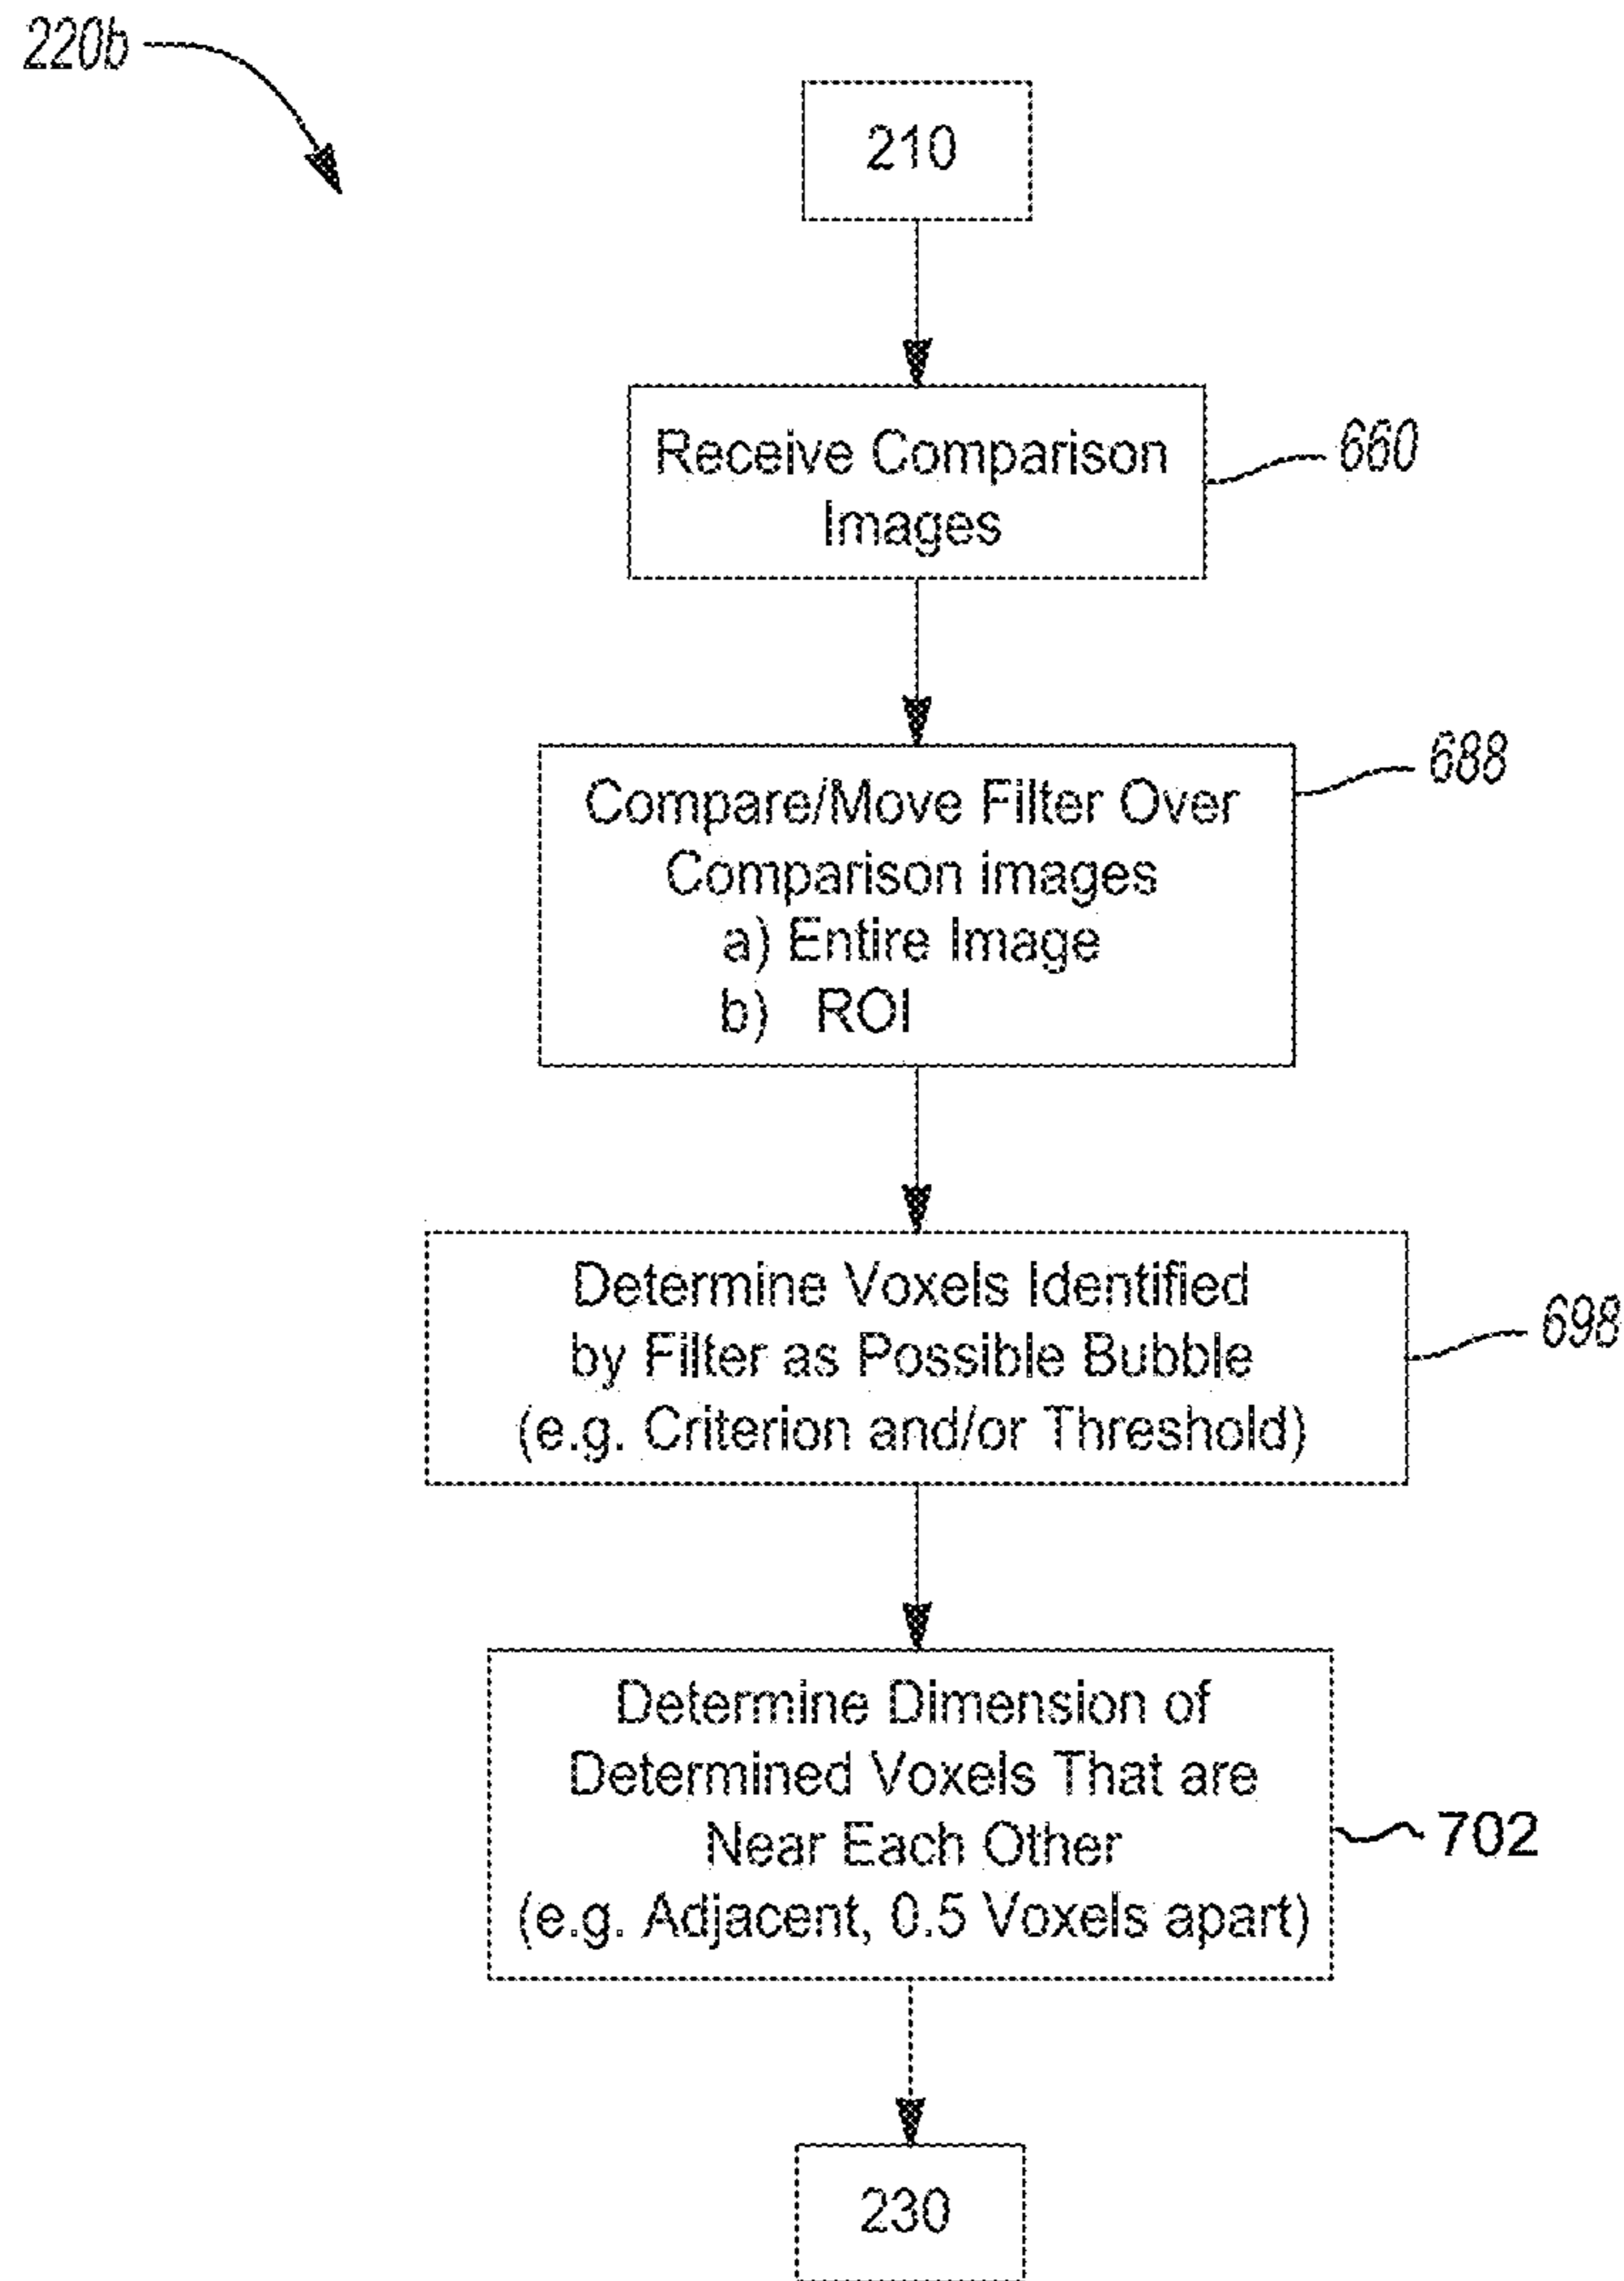 220b
210
Receive Comparison
Images
660
Compare/Move Filter Over
Comparison images
a) Entire Image
b) ROI
688
Determine Voxels Identified
by Filter as Possible Bubble
(e.g. Criterion and/or Threshold)
698
Determine Dimension of
Determined Voxels That are
Near Each Other
(e.g. Adjacent, 0.5 Voxels apart)
702
230